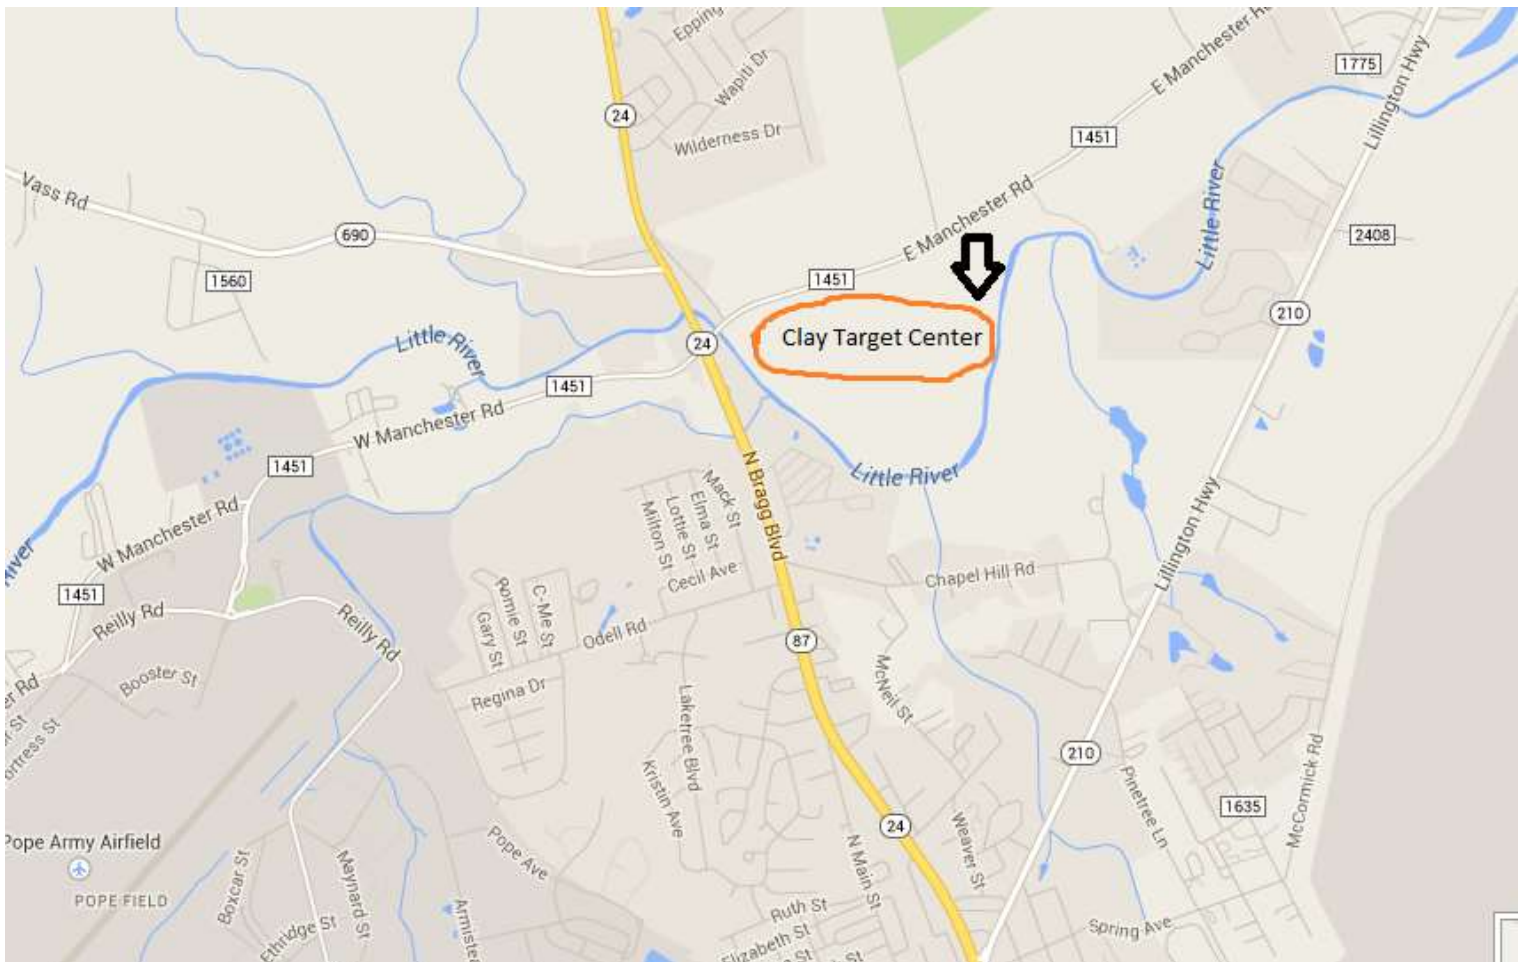 Epping
Wapiti Dr
Wilderness Dr
24
E Manchester Rd
1775
Lillington Hwy
1451
Vass Rd
690
1560
E Manchester Rd
Little River
2408
1451
210
Clay Target Center
24
Little River
1451
W Manchester Rd
1451
Little River
N Bragg Blvd
Mack St
Elma St
Lottie St
Milton St
Cecil Ave
Lillington Hwy
W Manchester Rd
River
1451
Reilly Rd
Reilly Rd
Chapel Hill Rd
C-Me St
Romie St
Gary St
Odell Rd
87
Booster St
er Rd
Regina Dr
McNeil St
Laketree Blvd
Kristin Ave
210
Pinetree Ln
1635
McCormick Rd
Pope Army Airfield
POPE FIELD
Boxcar St
Maynard St
Ethridge St
Pope Ave
24
N Main St
Weaver St
Ruth St
Elizabeth St
Spring Ave